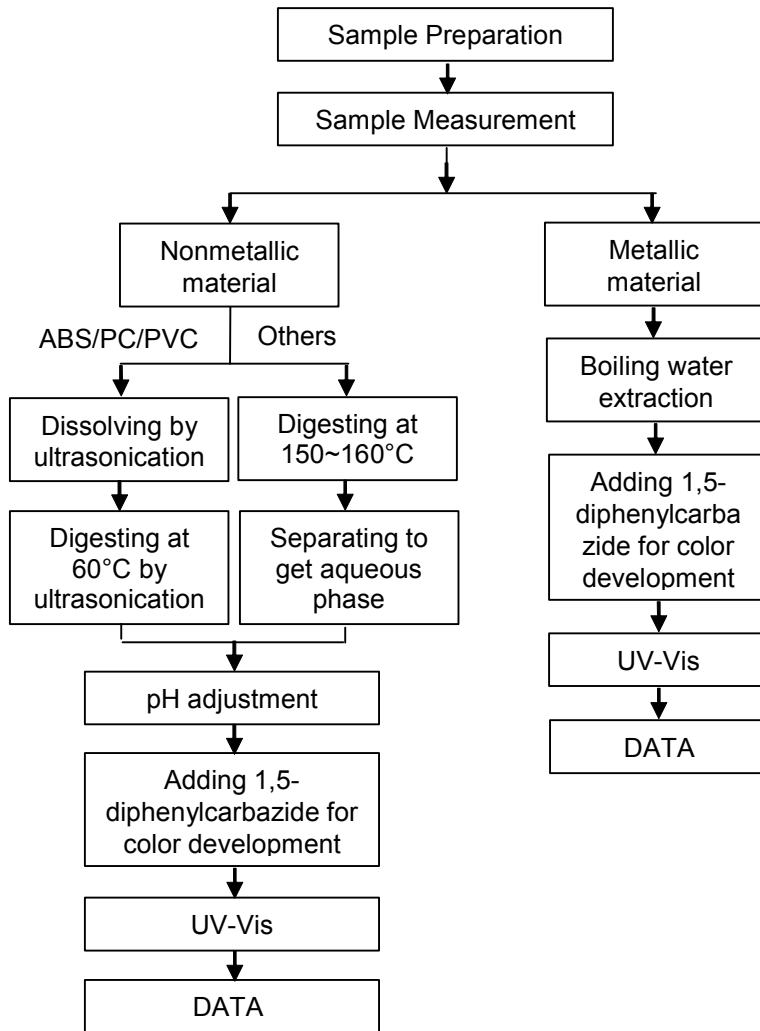 Sample Preparation
Sample Measurement
Nonmetallic
material
ABS/PC/PVC
Others
Dissolving by
ultrasonication
Digesting at
150~160°C
Digesting at
60°C by
ultrasonication
Separating to
get aqueous
phase
pH adjustment
Adding 1,5-
diphenylcarbazide for
color development
UV-Vis
DATA
Metallic
material
Boiling water
extraction
Adding 1,5-
diphenylcarba
zide for color
development
UV-Vis
DATA